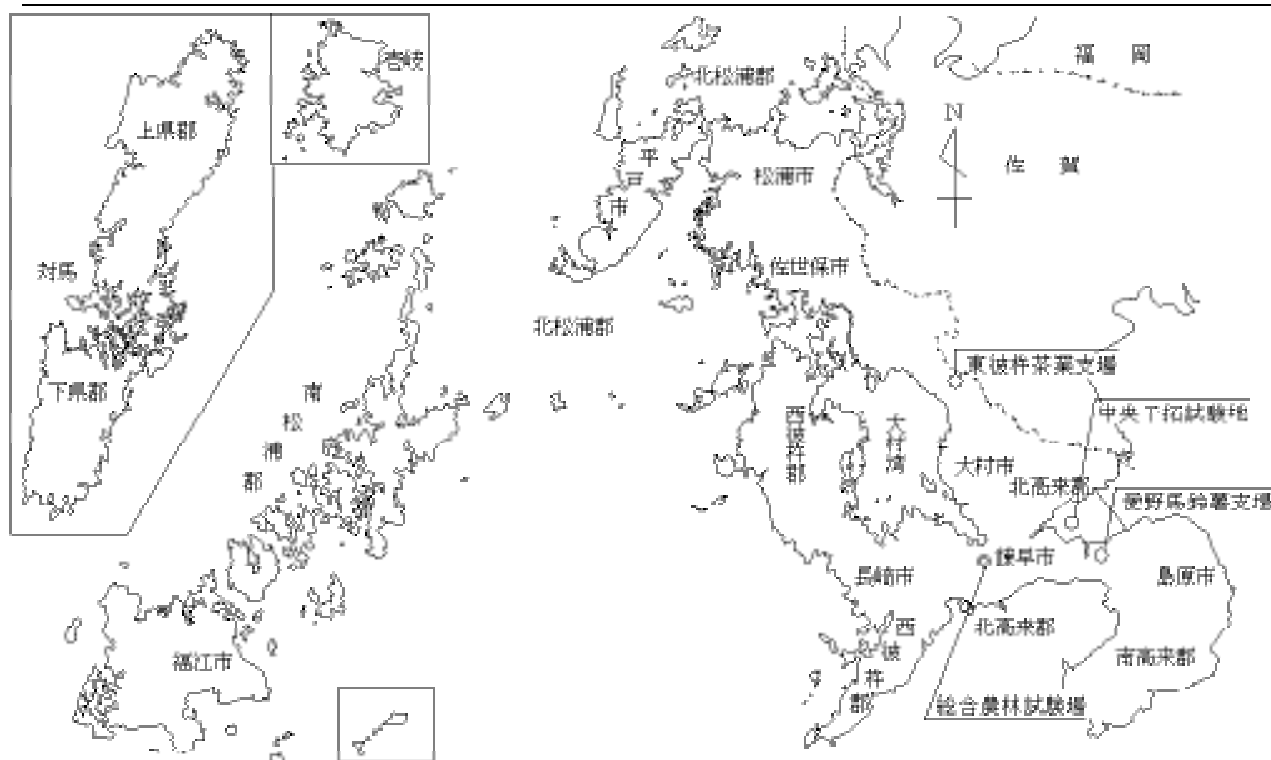 福岡
壱岐
北松浦郡
上県郡
N
平戸市
松浦市
佐賀
対馬
佐世保市
北松浦郡
東彼杵茶業支場
下県郡
南松浦郡
西彼杵郡
大村湾
中央干拓試験地
大村市
北高来郡
愛野馬鈴薯支場
諫早市
長崎市
島原市
西彼杵郡
北高来郡
福江市
南高来郡
総合農林試験場